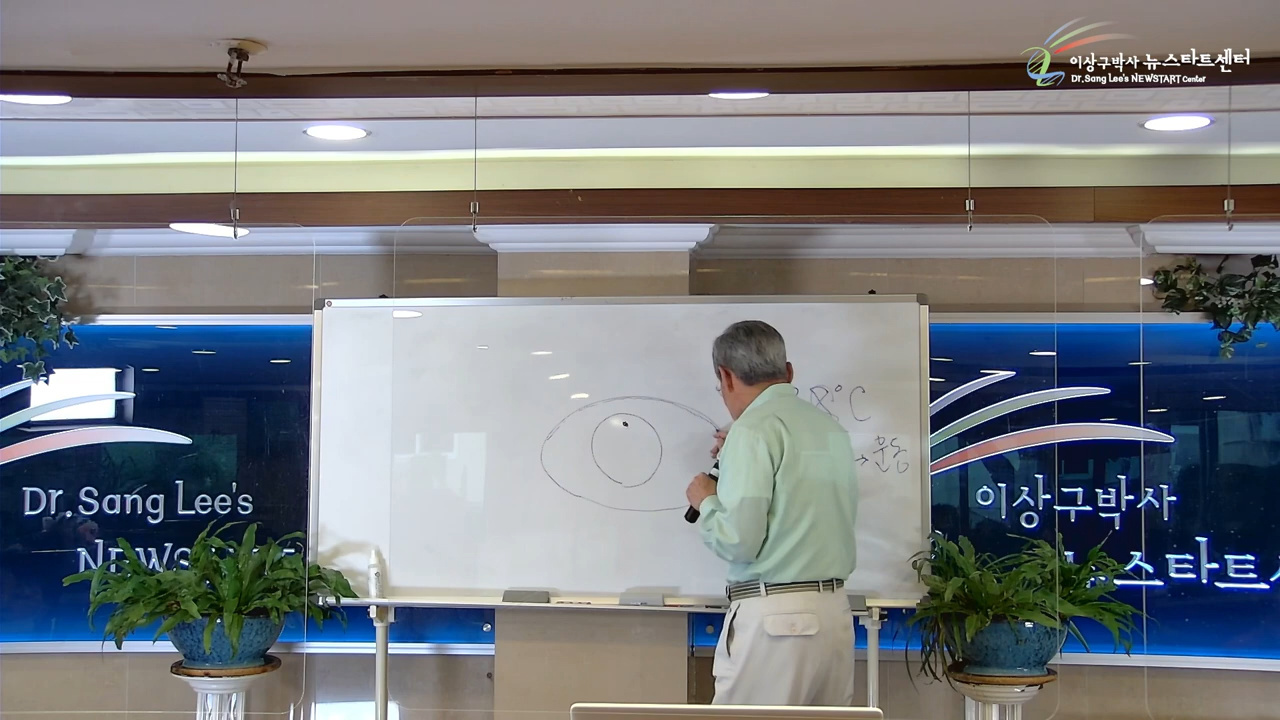 이상구박사 뉴스타트센터
Dr. Sang Lee's NEWSTART Center
8°C
→운동
Dr. Sang Lee's
이상구박사
뉴스타트